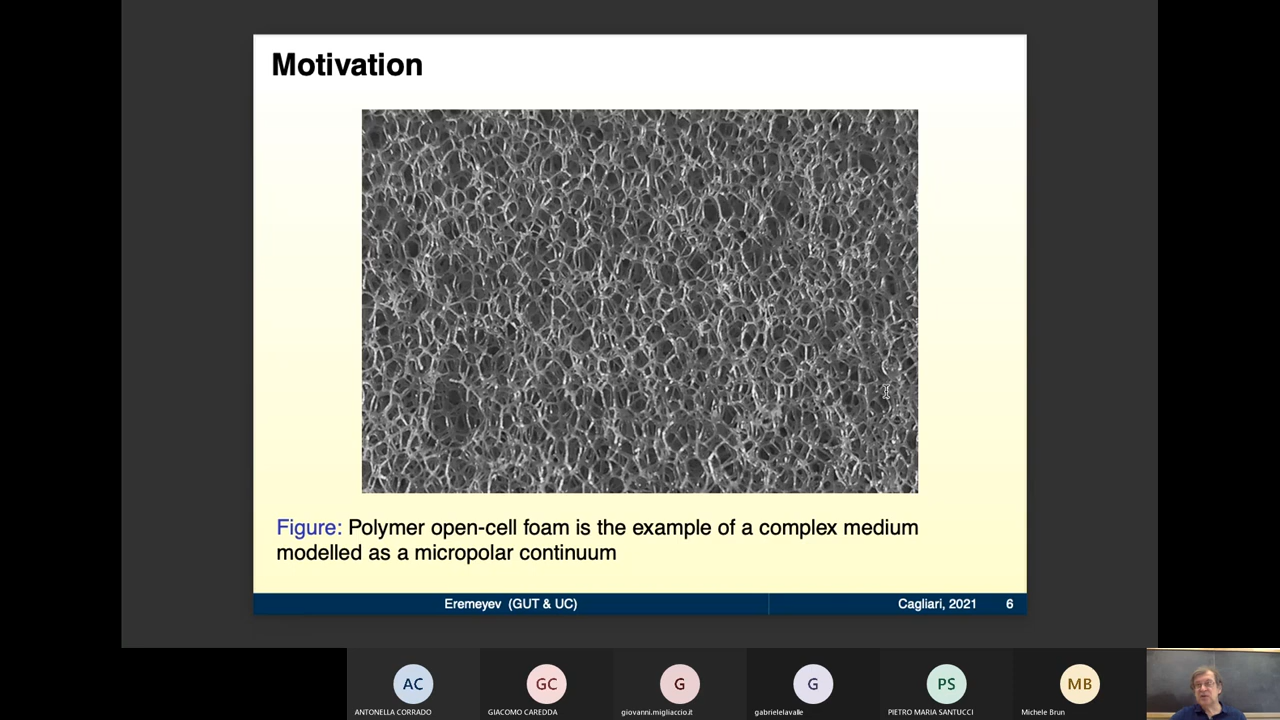 Motivation
Figure: Polymer open-cell foam is the example of a complex medium
modelled as a micropolar continuum
Eremeyev (GUT & UC)
Cagliari, 2021
6
AC
GC
G
G
PS
MB
ANTONELLA CORRADO
GIACOMO CAREDDA
giovanni.migliaccio.it
gabrielelavalle
PIETRO MARIA SANTUCCI
Michele Brun